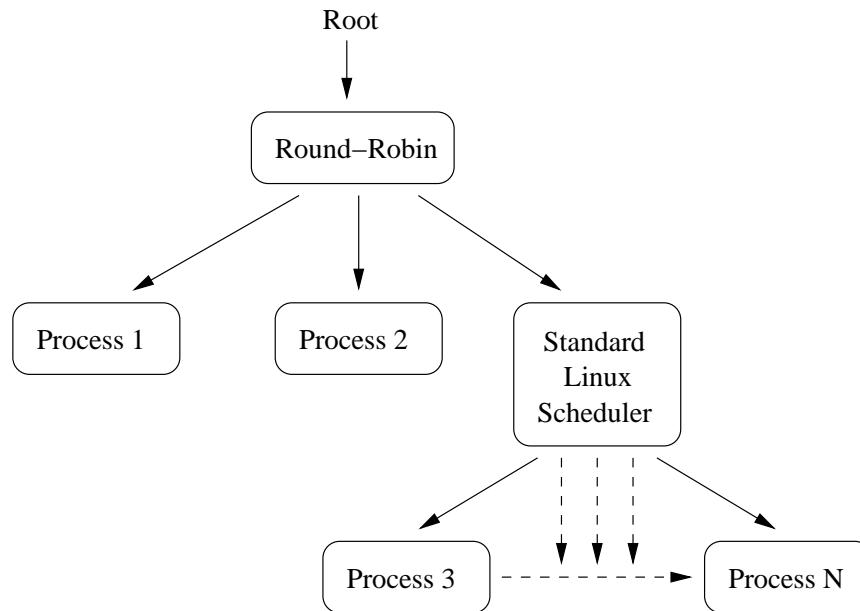 Root
Round−Robin
Process 1
Process 2
Standard
Linux
Scheduler
Process 3
Process N